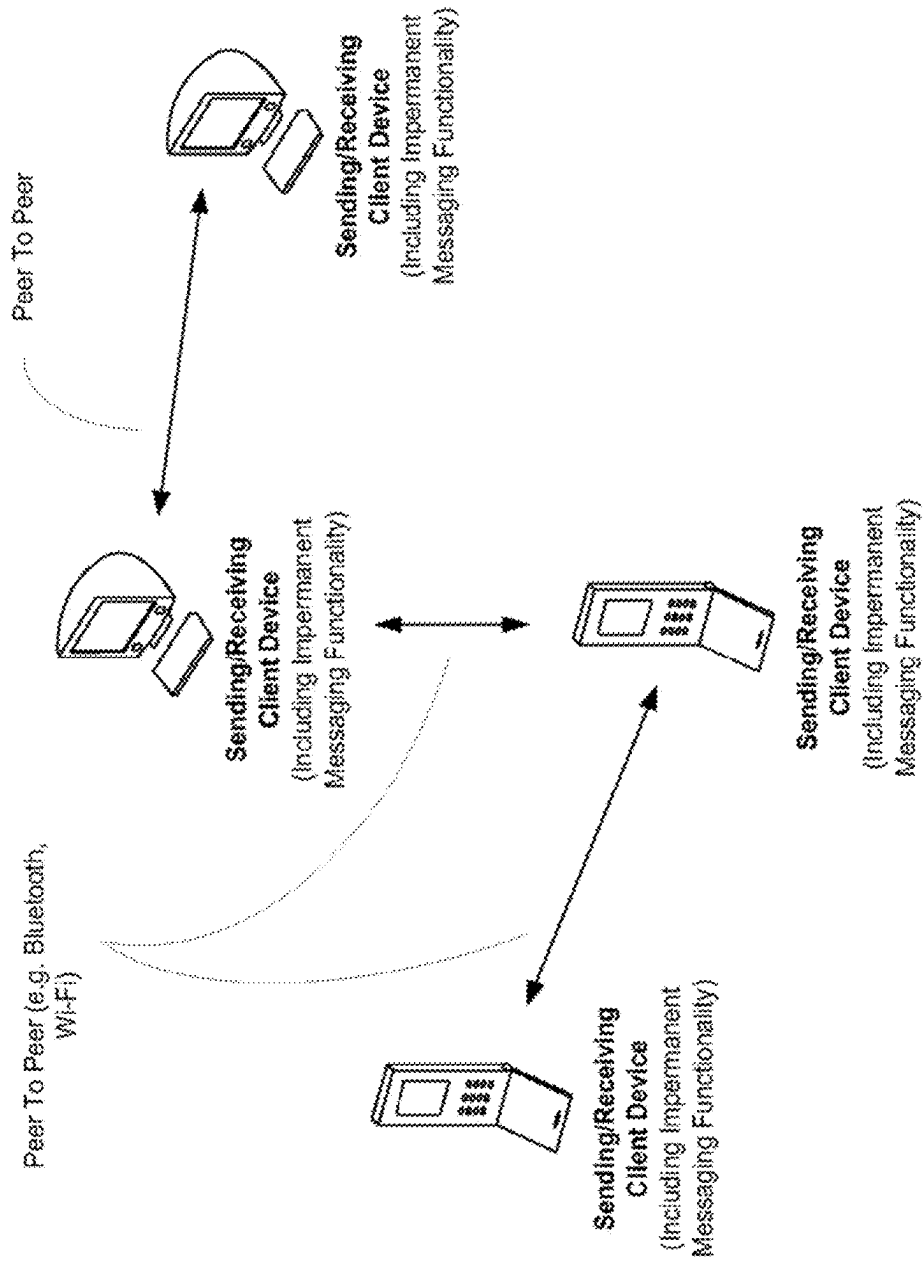 Peer To Peer (e.g. Bluetooth,
Wi-Fi)
Peer To Peer
Sending/Receiving
Client Device
(Including Impermanent
Messaging Functionality)
Sending/Receiving
Client Device
(Including Impermanent
Messaging Functionality)
Sending/Receiving
Client Device
(Including Impermanent
Messaging Functionality)
Sending/Receiving
Client Device
(Including Impermanent
Messaging Functionality)